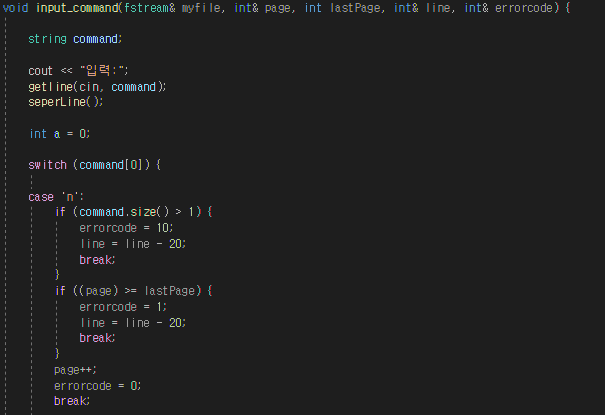 void input_command(fstream& myfile, int& page, int lastPage, int& line, int& errorcode) {
string command;
cout << "입력:";
getline(cin, command);
seperLine();
int a = 0;
switch (command[0]) {
case 'n':
if (command.size() > 1) {
errorcode = 10;
line = line - 20;
break;
}
if ((page) >= lastPage) {
errorcode = 1;
line = line - 20;
break;
}
page++;
errorcode = 0;
break;